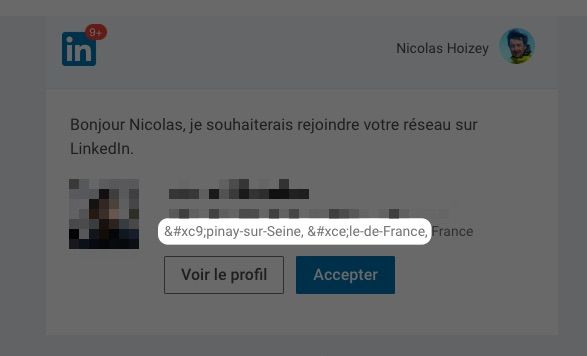 in 9+
Nicolas Hoizey
Bonjour Nicolas, je souhaiterais rejoindre votre réseau sur
LinkedIn.
&#xc9;pinay-sur-Seine, &#xce;le-de-France, France
Voir le profil
Accepter